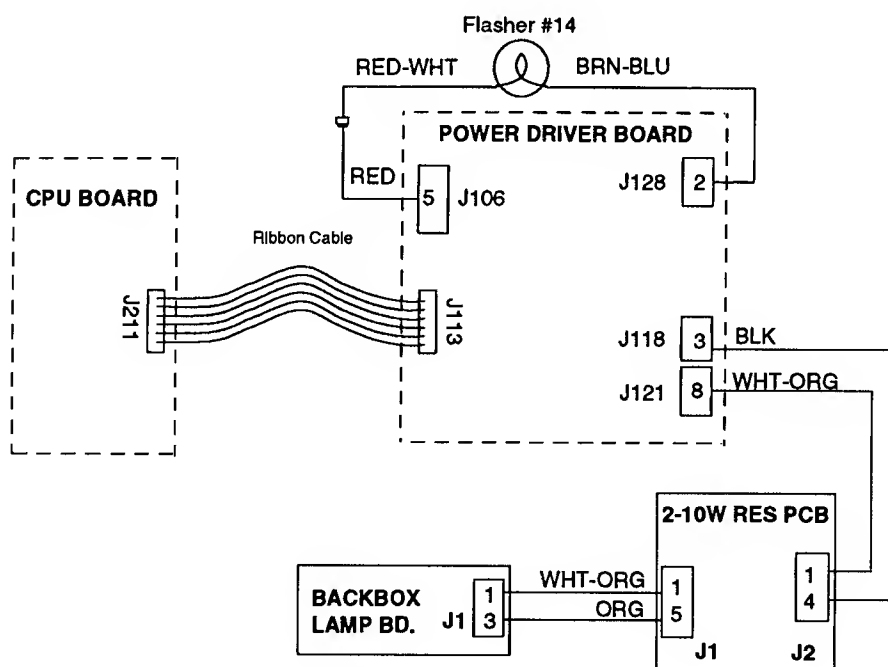 Flasher #14
RED-WHT
BRN-BLU
POWER DRIVER BOARD
RED
5
J106
J128
2
CPU BOARD
Ribbon Cable
J211
J113
J118
3
BLK
J121
8
WHT-ORG
2-10W RES PCB
BACKBOX
LAMP BD.
J1
1
3
WHT-ORG
ORG
1
5
J1
1
4
J2